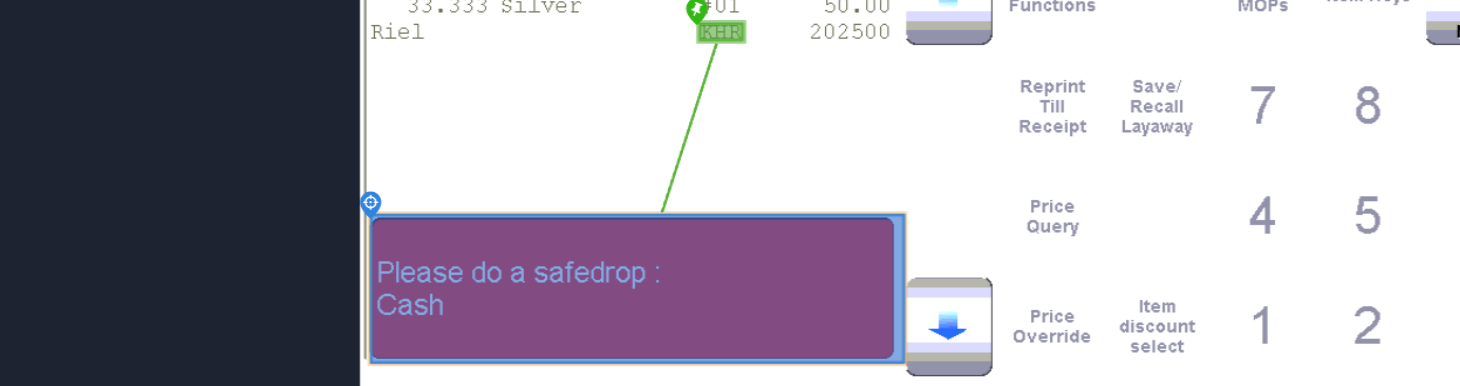 33.333 Silver #01 50.00
Riel KHR 202500
Functions
MOPs
Reprint
Till
Receipt
Save/
Recall
Layaway
7
8
Price
Query
4
5
Please do a safedrop :
Cash
Price
Override
Item
discount
select
1
2